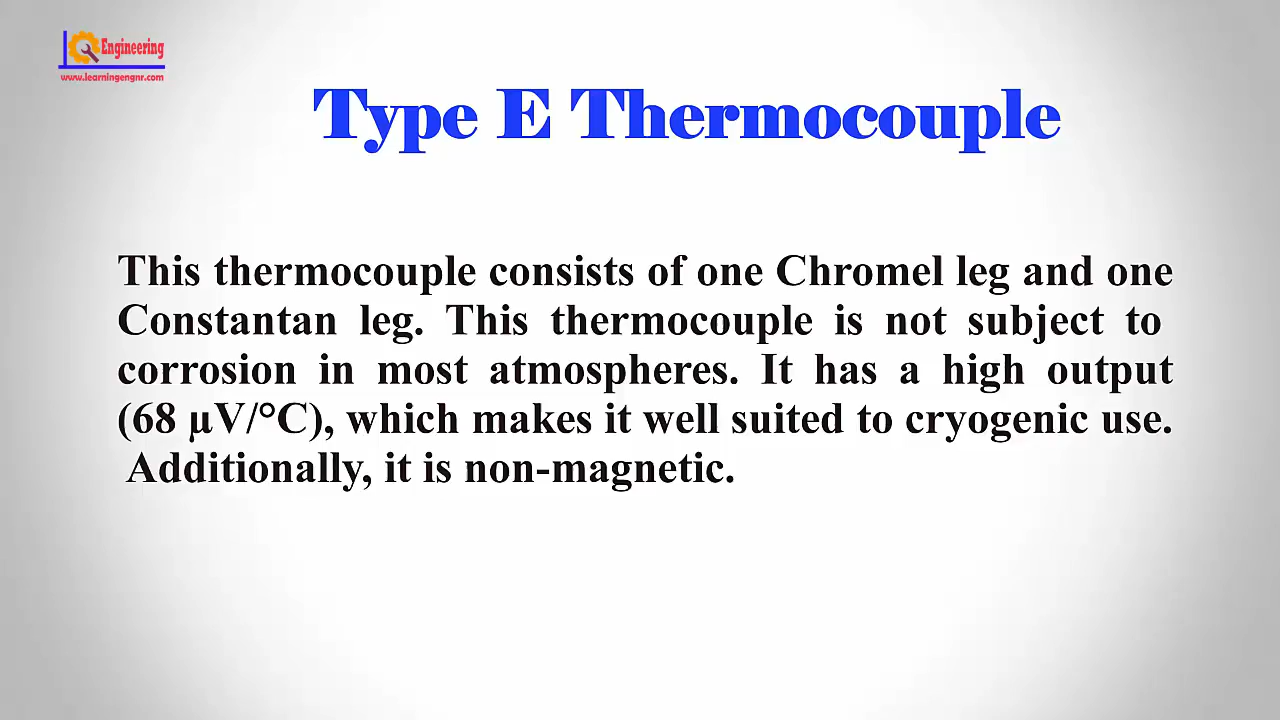 Engineering
www.learningengnr.com
Type E Thermocouple
This thermocouple consists of one Chromel leg and one
Constantan leg. This thermocouple is not subject to
corrosion in most atmospheres. It has a high output
(68 µV/°C), which makes it well suited to cryogenic use.
Additionally, it is non-magnetic.